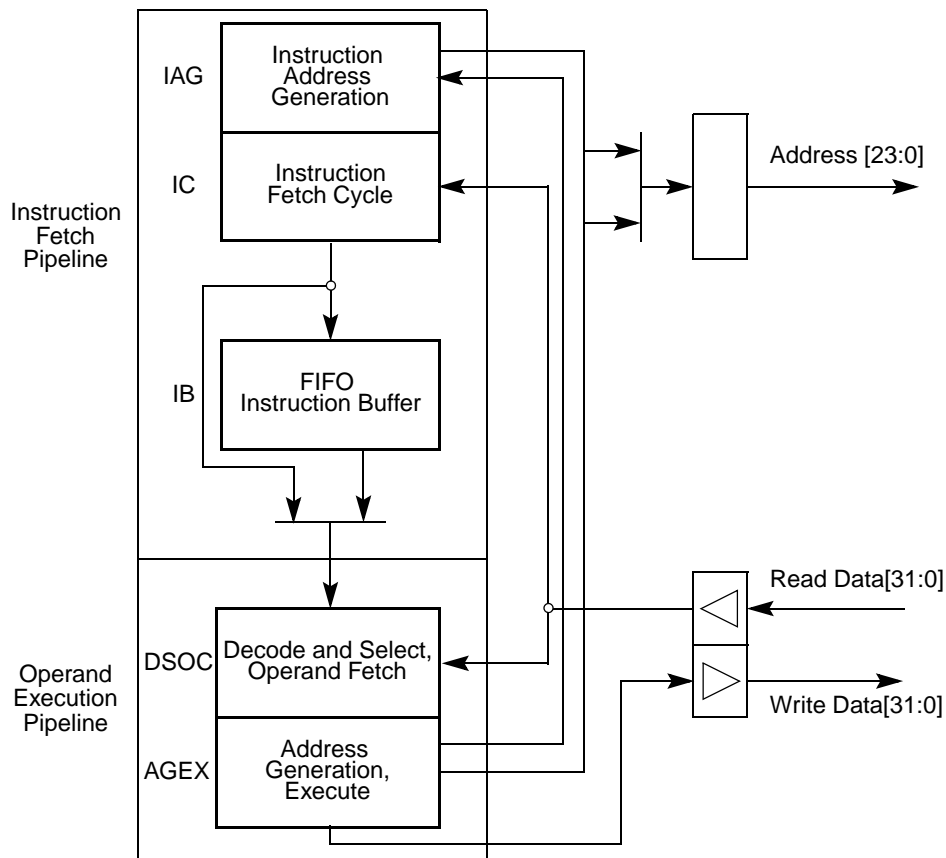 IAG
Instruction
Address
Generation
IC
Instruction
Fetch Cycle
Address [23:0]
Instruction
Fetch
Pipeline
IB
FIFO
Instruction Buffer
Read Data[31:0]
DSOC
Decode and Select,
Operand Fetch
Operand
Execution
Pipeline
Write Data[31:0]
AGEX
Address
Generation,
Execute